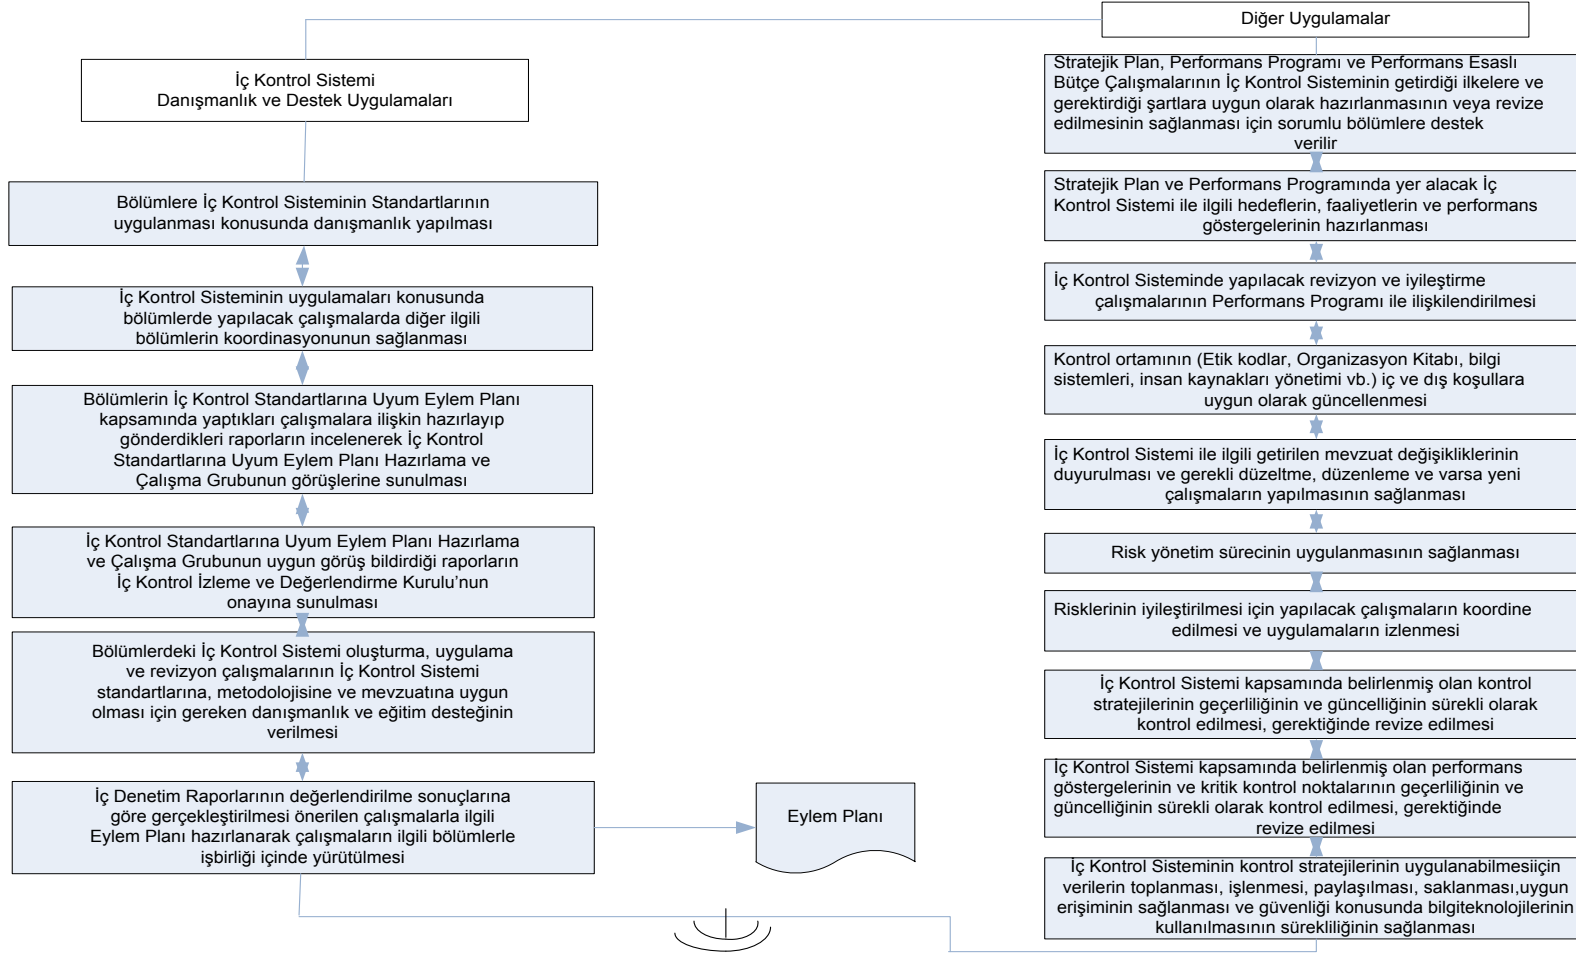 İç Kontrol Sistemi
Danışmanlık ve Destek Uygulamaları
Bölümlere İç Kontrol Sisteminin Standartlarının
uygulanması konusunda danışmanlık yapılması
İç Kontrol Sisteminin uygulamaları konusunda
bölümlerde yapılacak çalışmalarda diğer ilgili
bölümlerin koordinasyonunun sağlanması
Bölümlerin İç Kontrol Standartlarına Uyum Eylem Planı
kapsamında yaptıkları çalışmalara ilişkin hazırlayıp
gönderdikleri raporların incelenerek İç Kontrol
Standartlarına Uyum Eylem Planı Hazırlama ve
Çalışma Grubunun görüşlerine sunulması
İç Kontrol Standartlarına Uyum Eylem Planı Hazırlama
ve Çalışma Grubunun uygun görüş bildirdiği raporların
İç Kontrol İzleme ve Değerlendirme Kurulu’nun
onayına sunulması
Bölümlerdeki İç Kontrol Sistemi oluşturma, uygulama
ve revizyon çalışmalarının İç Kontrol Sistemi
standartlarına, metodolojisine ve mevzuatına uygun
olması için gereken danışmanlık ve eğitim desteğinin
verilmesi
İç Denetim Raporlarının değerlendirilme sonuçlarına
göre gerçekleştirilmesi önerilen çalışmalarla ilgili
Eylem Planı hazırlanarak çalışmaların ilgili bölümlerle
işbirliği içinde yürütülmesi
Eylem Planı
Diğer Uygulamalar
Stratejik Plan, Performans Programı ve Performans Esaslı
Bütçe Çalışmalarının İç Kontrol Sisteminin getirdiği ilkelere ve
gerektirdiği şartlara uygun olarak hazırlanmasının veya revize
edilmesinin sağlanması için sorumlu bölümlere destek
verilir
Stratejik Plan ve Performans Programında yer alacak İç
Kontrol Sistemi ile ilgili hedeflerin, faaliyetlerin ve performans
göstergelerinin hazırlanması
İç Kontrol Sisteminde yapılacak revizyon ve iyileştirme
çalışmalarının Performans Programı ile ilişkilendirilmesi
Kontrol ortamının (Etik kodlar, Organizasyon Kitabı, bilgi
sistemleri, insan kaynakları yönetimi vb.) iç ve dış koşullara
uygun olarak güncellenmesi
İç Kontrol Sistemi ile ilgili getirilen mevzuat değişikliklerinin
duyurulması ve gerekli düzeltme, düzenleme ve varsa yeni
çalışmaların yapılmasının sağlanması
Risk yönetim sürecinin uygulanmasının sağlanması
Risklerinin iyileştirilmesi için yapılacak çalışmaların koordine
edilmesi ve uygulamaların izlenmesi
İç Kontrol Sistemi kapsamında belirlenmiş olan kontrol
stratejilerinin geçerliliğinin ve güncelliğinin sürekli olarak
kontrol edilmesi, gerektiğinde revize edilmesi
İç Kontrol Sistemi kapsamında belirlenmiş olan performans
göstergelerinin ve kritik kontrol noktalarının geçerliliğinin ve
güncelliğinin sürekli olarak kontrol edilmesi, gerektiğinde
revize edilmesi
İç Kontrol Sisteminin kontrol stratejilerinin uygulanabilmesiiçin
verilerin toplanması, işlenmesi, paylaşılması, saklanması,uygun
erişiminin sağlanması ve güvenliği konusunda bilgiteknolojilerinin
kullanılmasının sürekliliğinin sağlanması